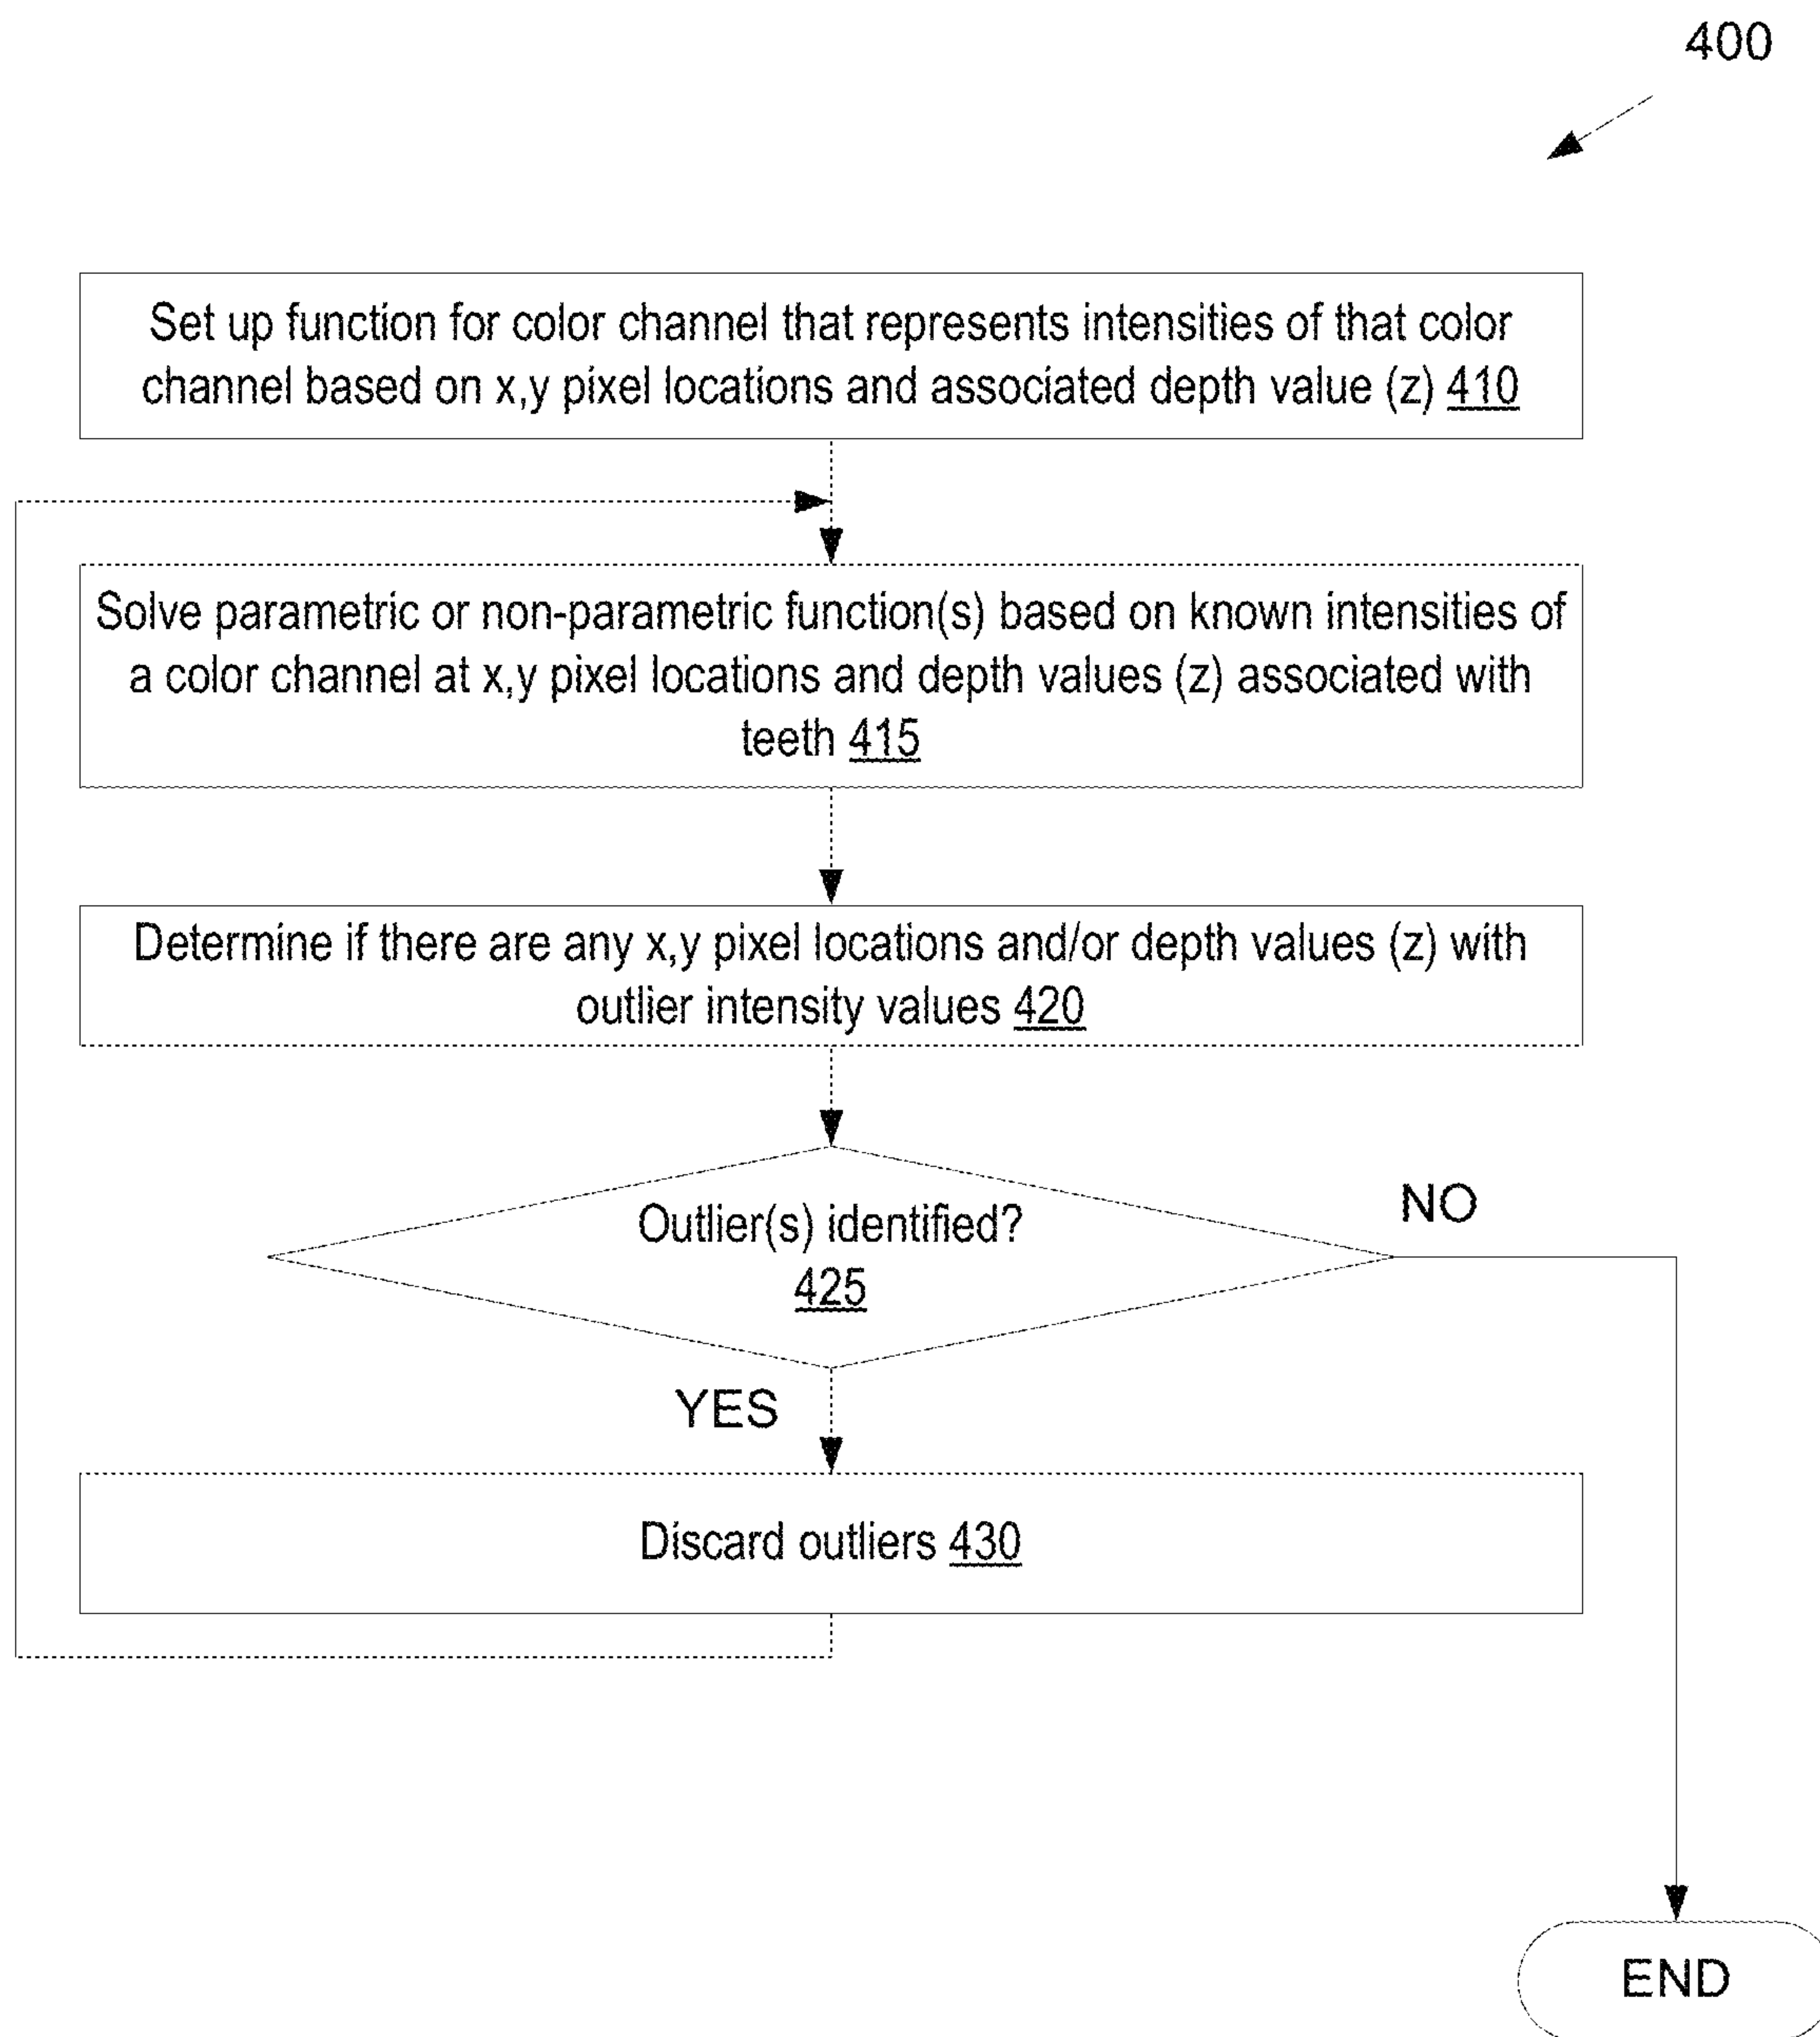 400
Set up function for color channel that represents intensities of that color
channel based on x,y pixel locations and associated depth value (z) 410
Solve parametric or non-parametric function(s) based on known intensities of
a color channel at x,y pixel locations and depth values (z) associated with
teeth 415
Determine if there are any x,y pixel locations and/or depth values (z) with
outlier intensity values 420
Outlier(s) identified?
425
NO
YES
Discard outliers 430
END